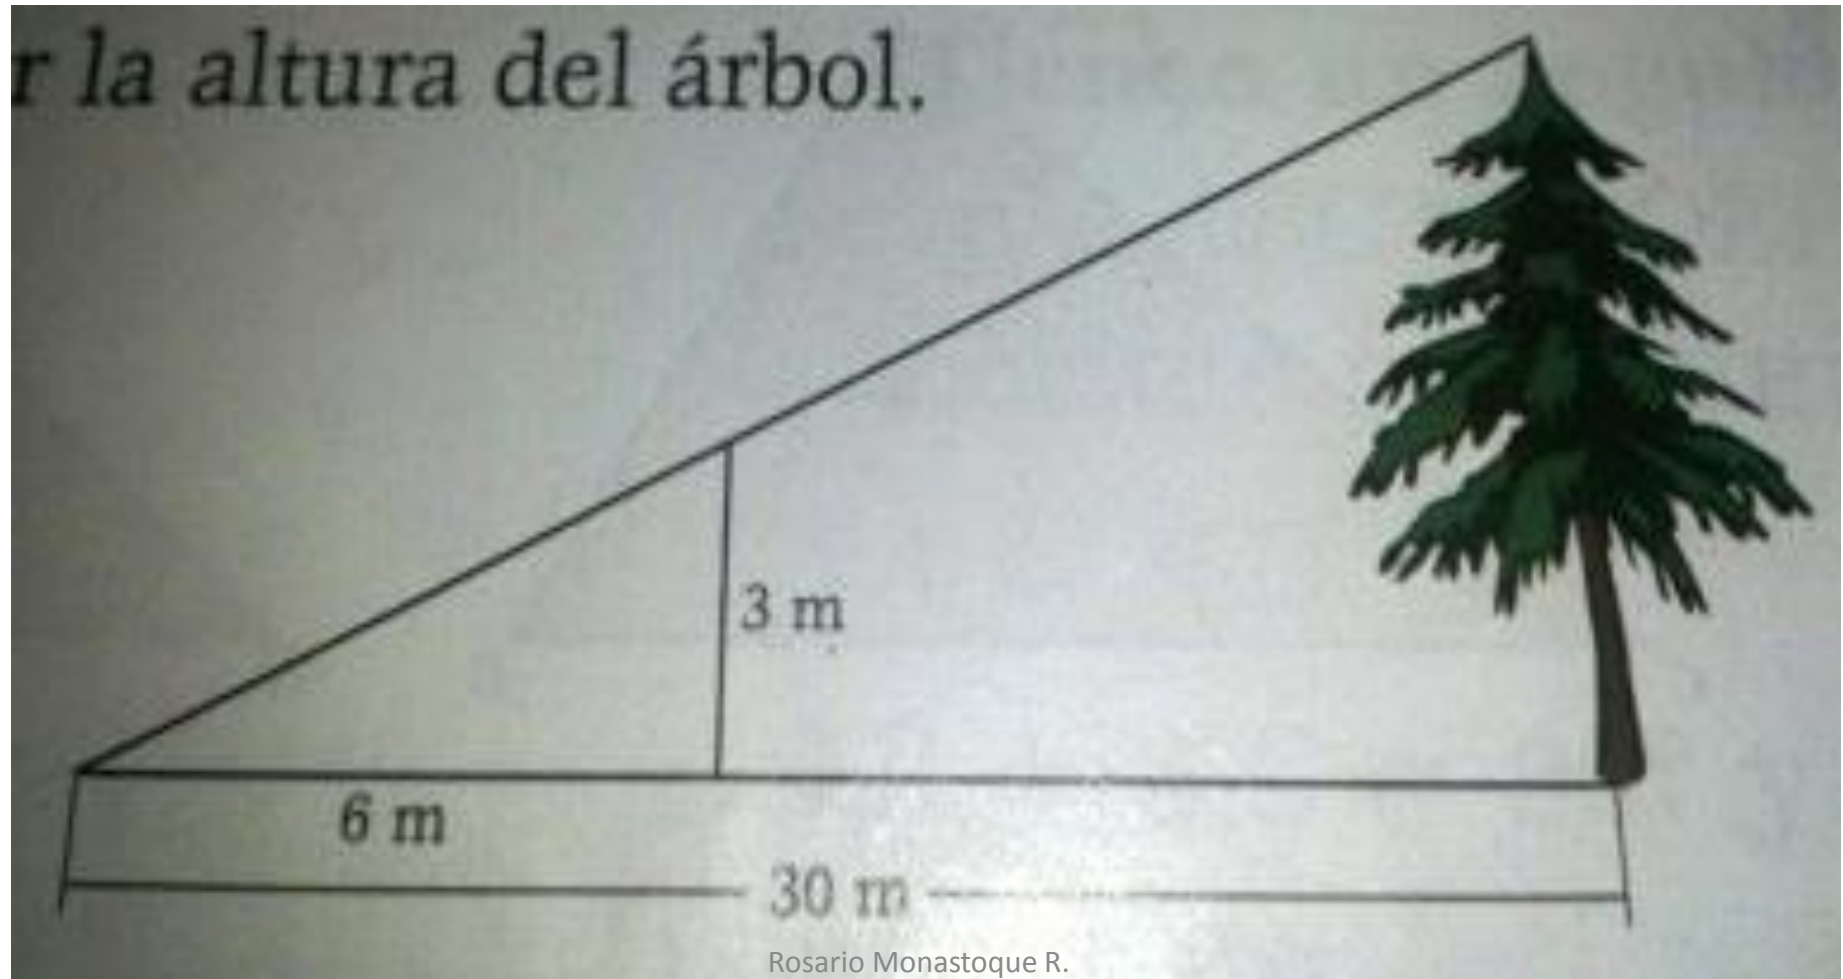 r la altura del árbol.
3 m
6 m
30 m
Rosario Monastoque R.